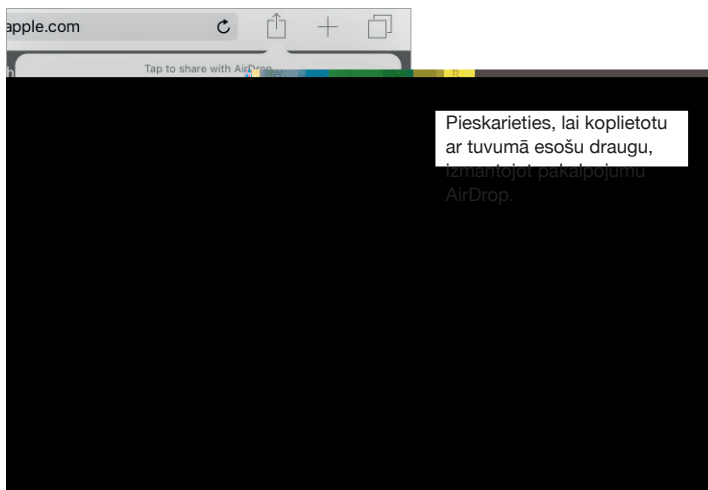 apple.com
Tap to share with AirDrop
Pieskarieties, lai koplietotu
ar tuvumā esošu draugu,
izmantojot pakalpojumu
AirDrop.